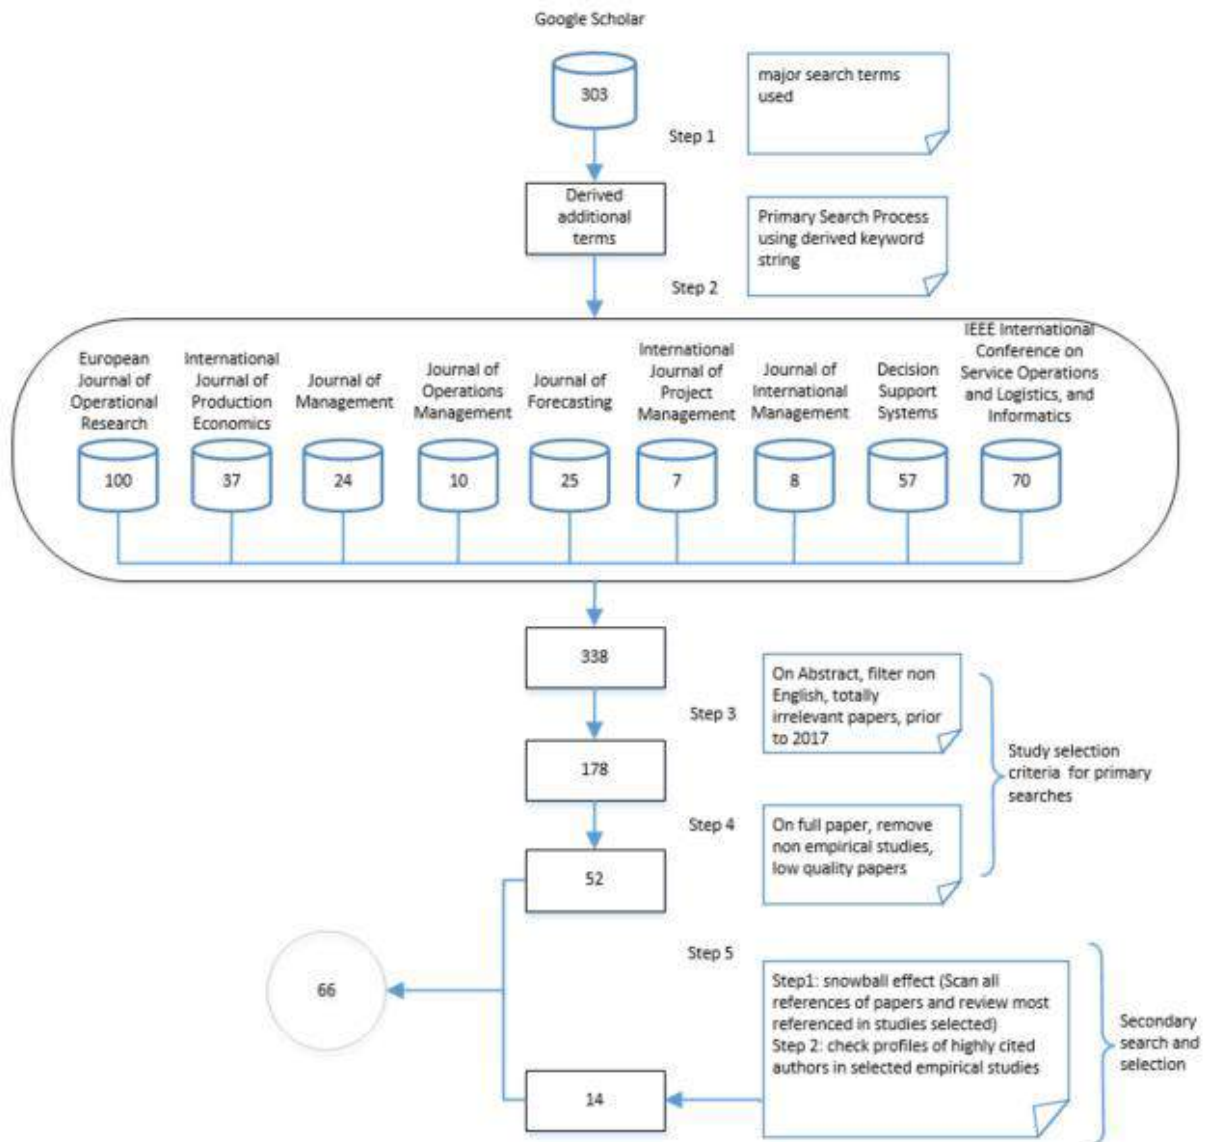 Google Scholar
303
major search terms
used
Step 1
Derived
additional
terms
Primary Search Process
using derived keyword
string
Step 2
European
Journal of
Operational
Research
International
Journal of
Production
Economics
Journal of
Management
Journal of
Operations
Management
Journal of
Forecasting
International
Journal of
Project
Management
Journal of
International
Management
Decision
Support
Systems
IEEE International
Conference on
Service Operations
and Logistics, and
Informatics
100
37
24
10
25
7
8
57
70
338
Step 3
On Abstract, filter non
English, totally
irrelevant papers, prior
to 2017
178
Study selection
criteria for primary
searches
Step 4
On full paper, remove
non empirical studies,
low quality papers
52
Step 5
66
Step1: snowball effect (Scan all
references of papers and review most
referenced in studies selected)
Step 2: check profiles of highly cited
authors in selected empirical studies
Secondary
search and
selection
14